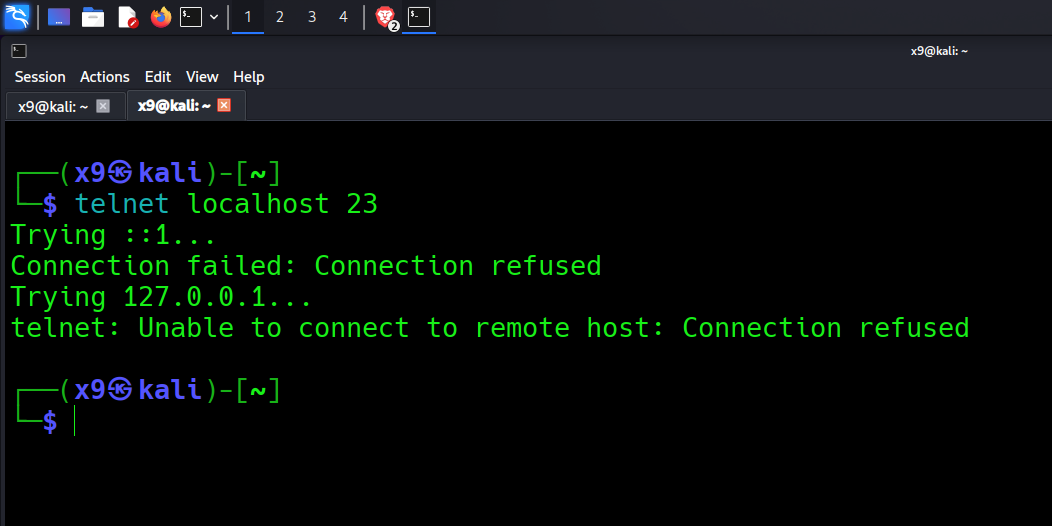 1 2 3 4 2
x9@kali: ~
Session Actions Edit View Help
x9@kali: ~ x9@kali: ~
┌──(x9㉿kali)-[~]
└─$ telnet localhost 23
Trying ::1...
Connection failed: Connection refused
Trying 127.0.0.1...
telnet: Unable to connect to remote host: Connection refused
┌──(x9㉿kali)-[~]
└─$